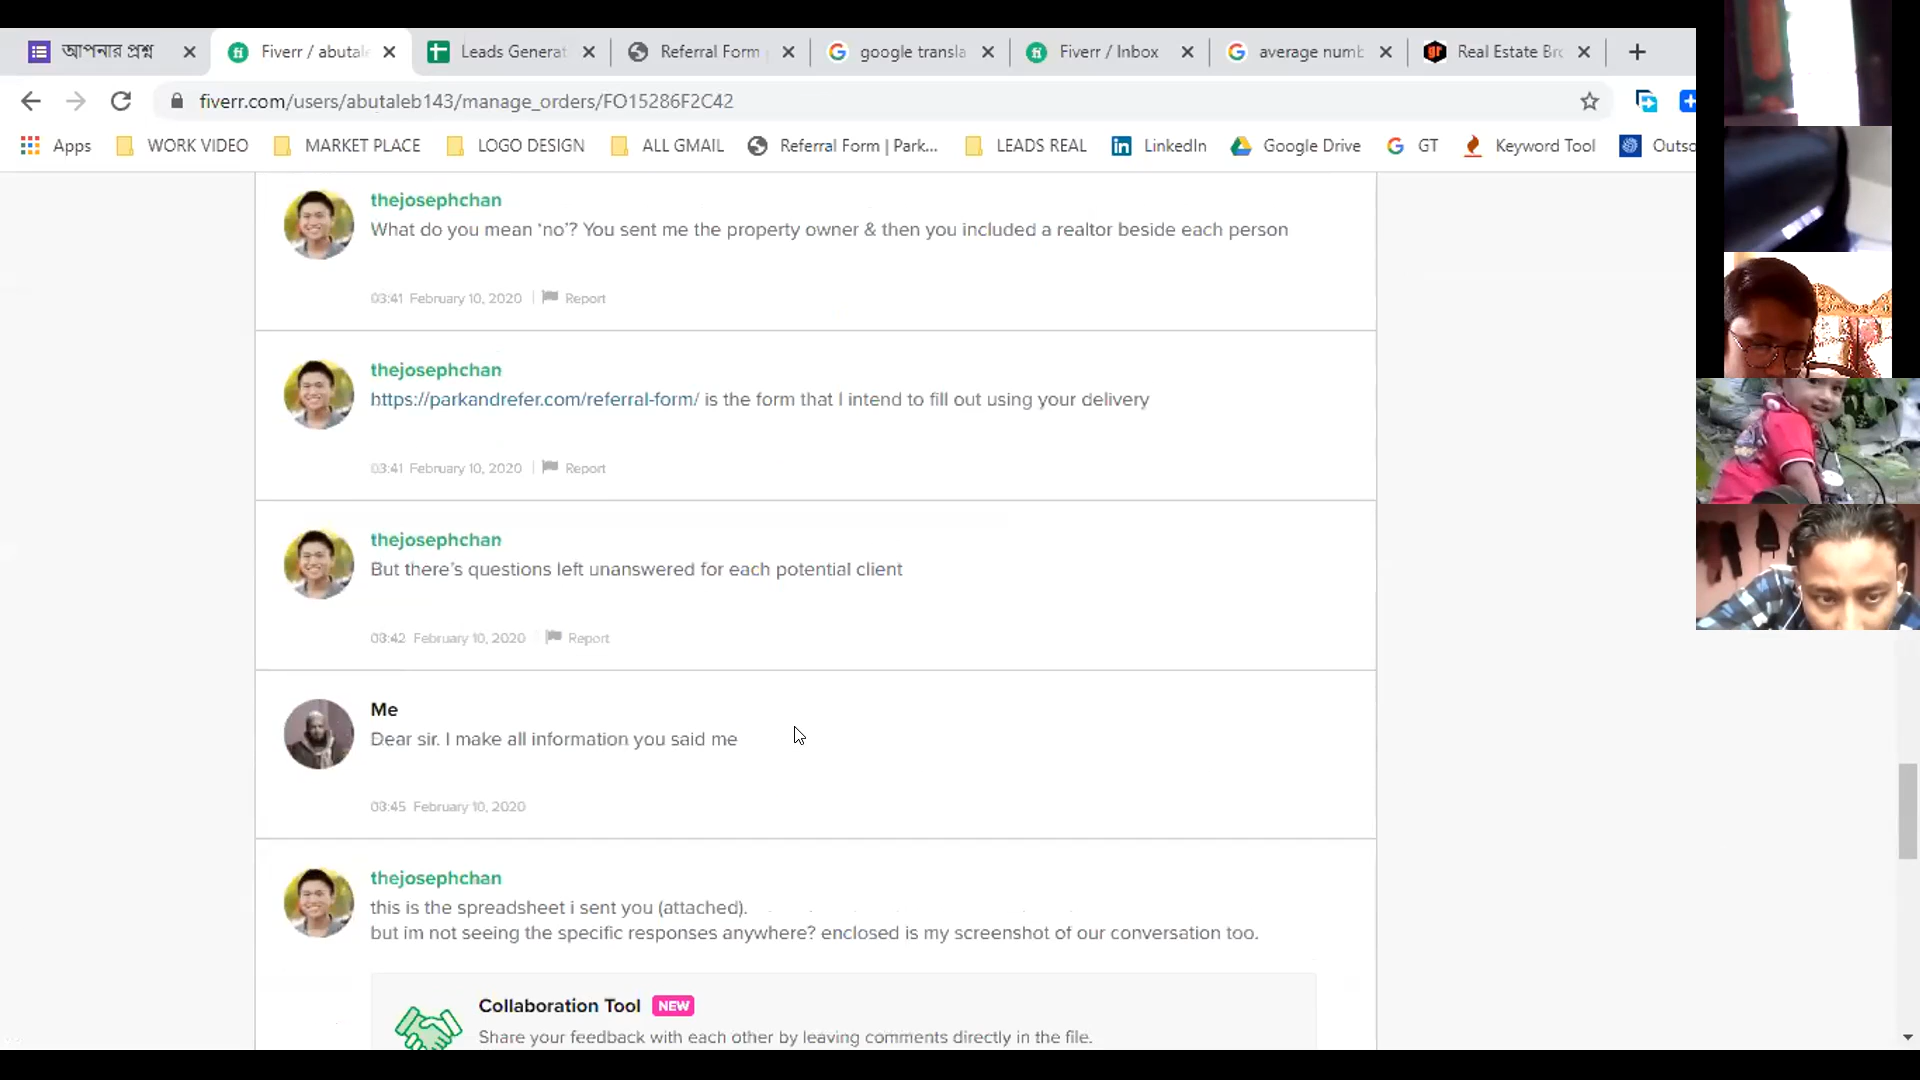 আপনার প্রশ্ন
Fiverr / abutale
Leads Generat
Referral Form
google transla
Fiverr / Inbox
average numb
Real Estate Bro
fiverr.com/users/abutaleb143/manage_orders/FO15286F2C42
Apps
WORK VIDEO
MARKET PLACE
LOGO DESIGN
ALL GMAIL
Referral Form | Park...
LEADS REAL
LinkedIn
Google Drive
GT
Keyword Tool
Outso
thejosephchan
What do you mean ‘no’? You sent me the property owner & then you included a realtor beside each person
03:41 February 10, 2020 | Report
thejosephchan
https://parkandrefer.com/referral-form/ is the form that I intend to fill out using your delivery
03:41 February 10, 2020 | Report
thejosephchan
But there’s questions left unanswered for each potential client
03:42 February 10, 2020 | Report
Me
Dear sir. I make all information you said me
03:45 February 10, 2020
thejosephchan
this is the spreadsheet i sent you (attached).
but im not seeing the specific responses anywhere? enclosed is my screenshot of our conversation too.
Collaboration Tool NEW
Share your feedback with each other by leaving comments directly in the file.